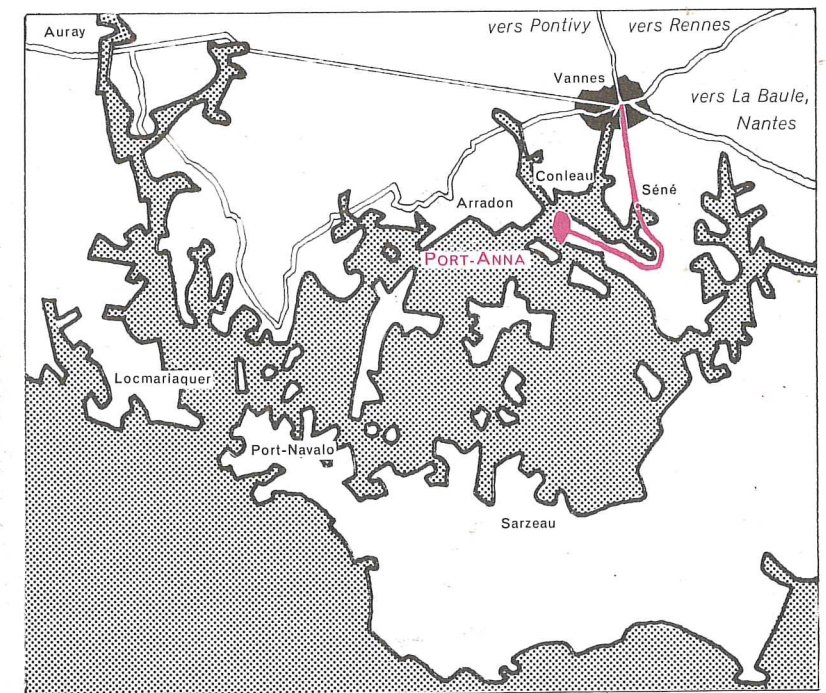 Auray
vers Pontivy
vers Rennes
Vannes
vers La Baule,
Nantes
Conleau
Séné
Arradon
PORT-ANNA
Locmariaquer
Port-Navalo
Sarzeau